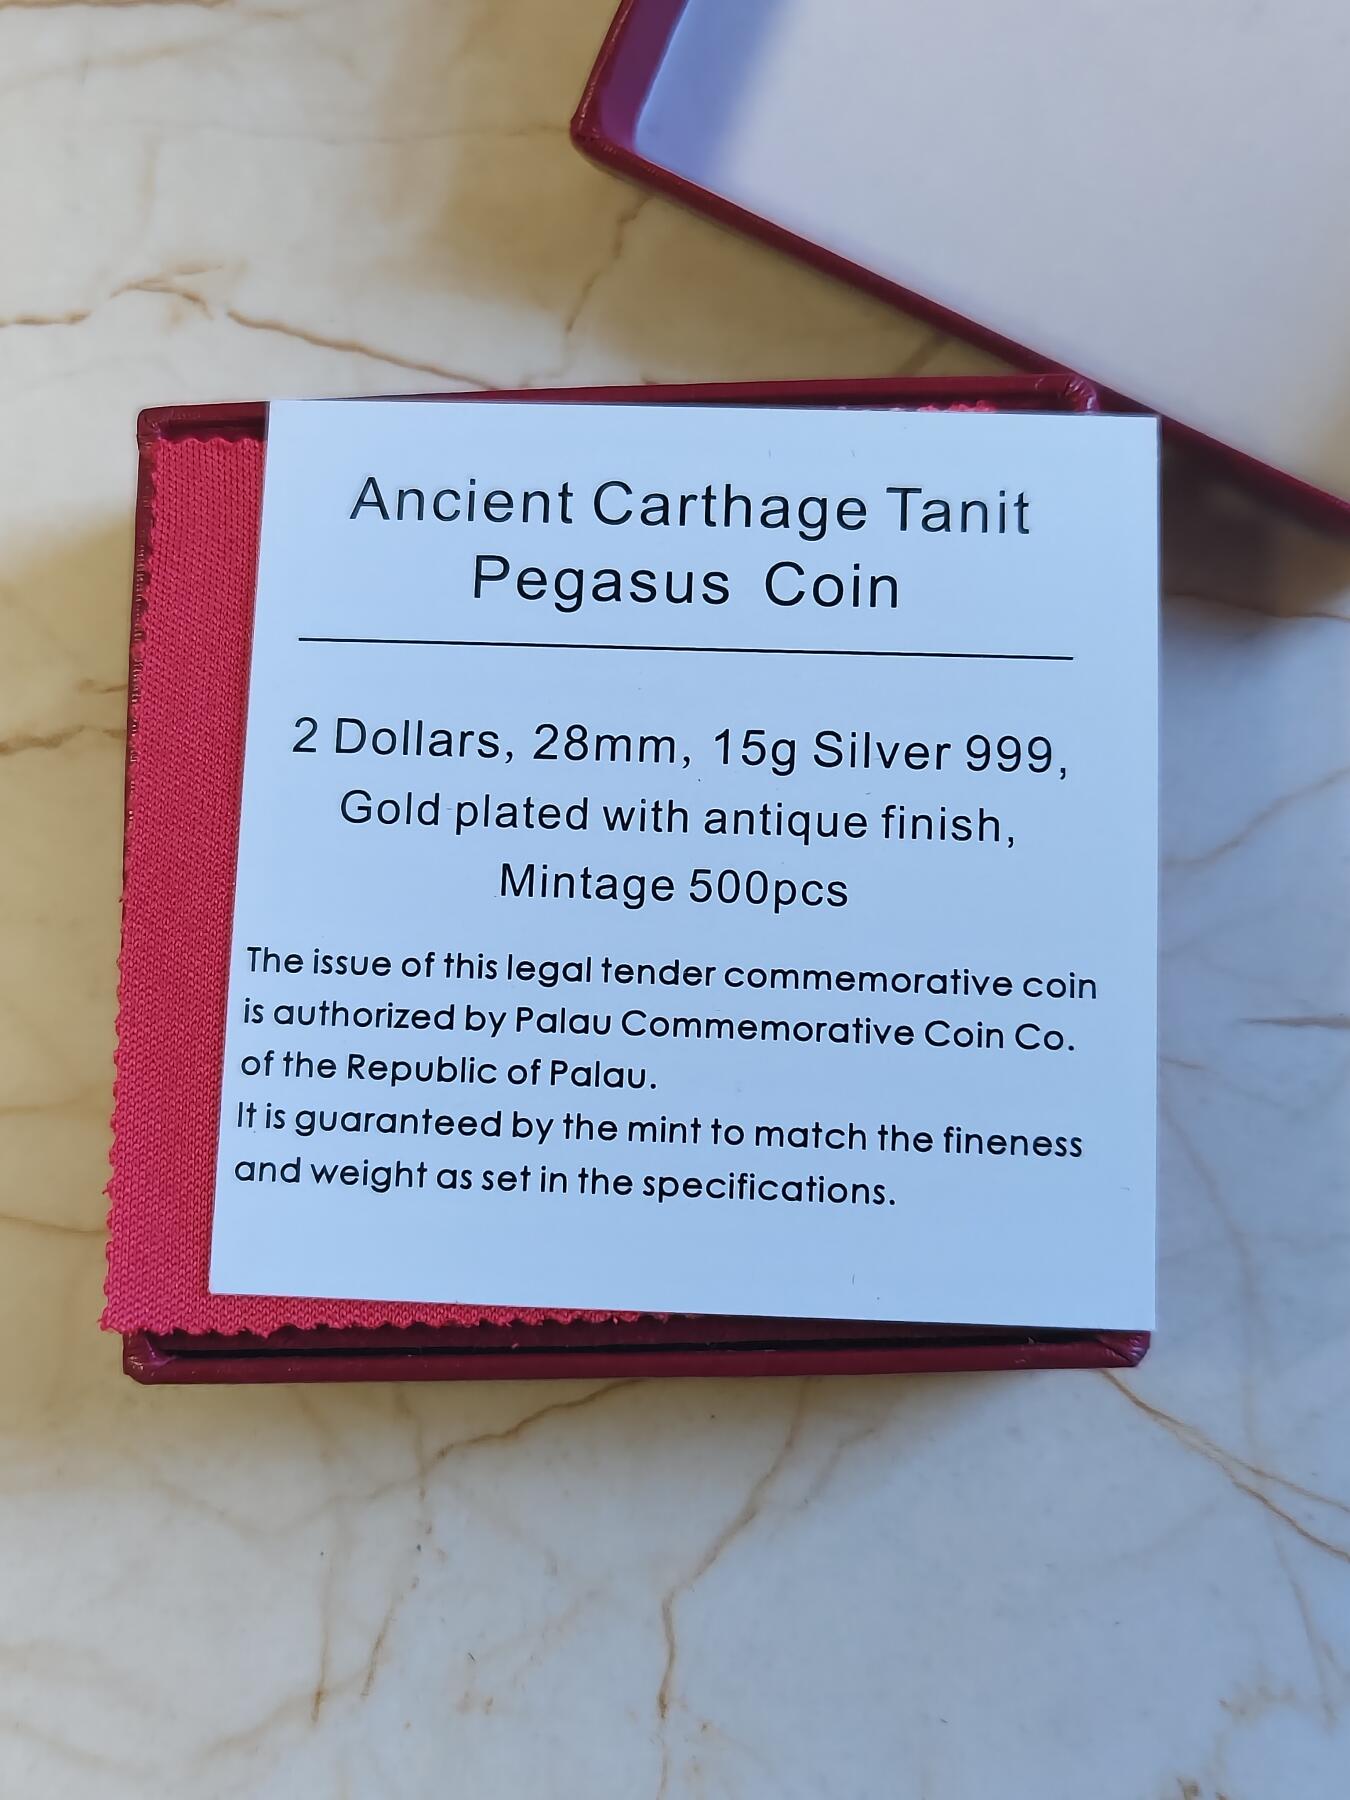 Ancient Carthage Tanit
Pegasus Coin
2 Dollars, 28mm, 15g Silver 999,
Gold plated with antique finish,
Mintage 500pcs
The issue of this legal tender commemorative coin
is authorized by Palau Commemorative Coin Co.
of the Republic of Palau.
It is guaranteed by the mint to match the fineness
and weight as set in the specifications.